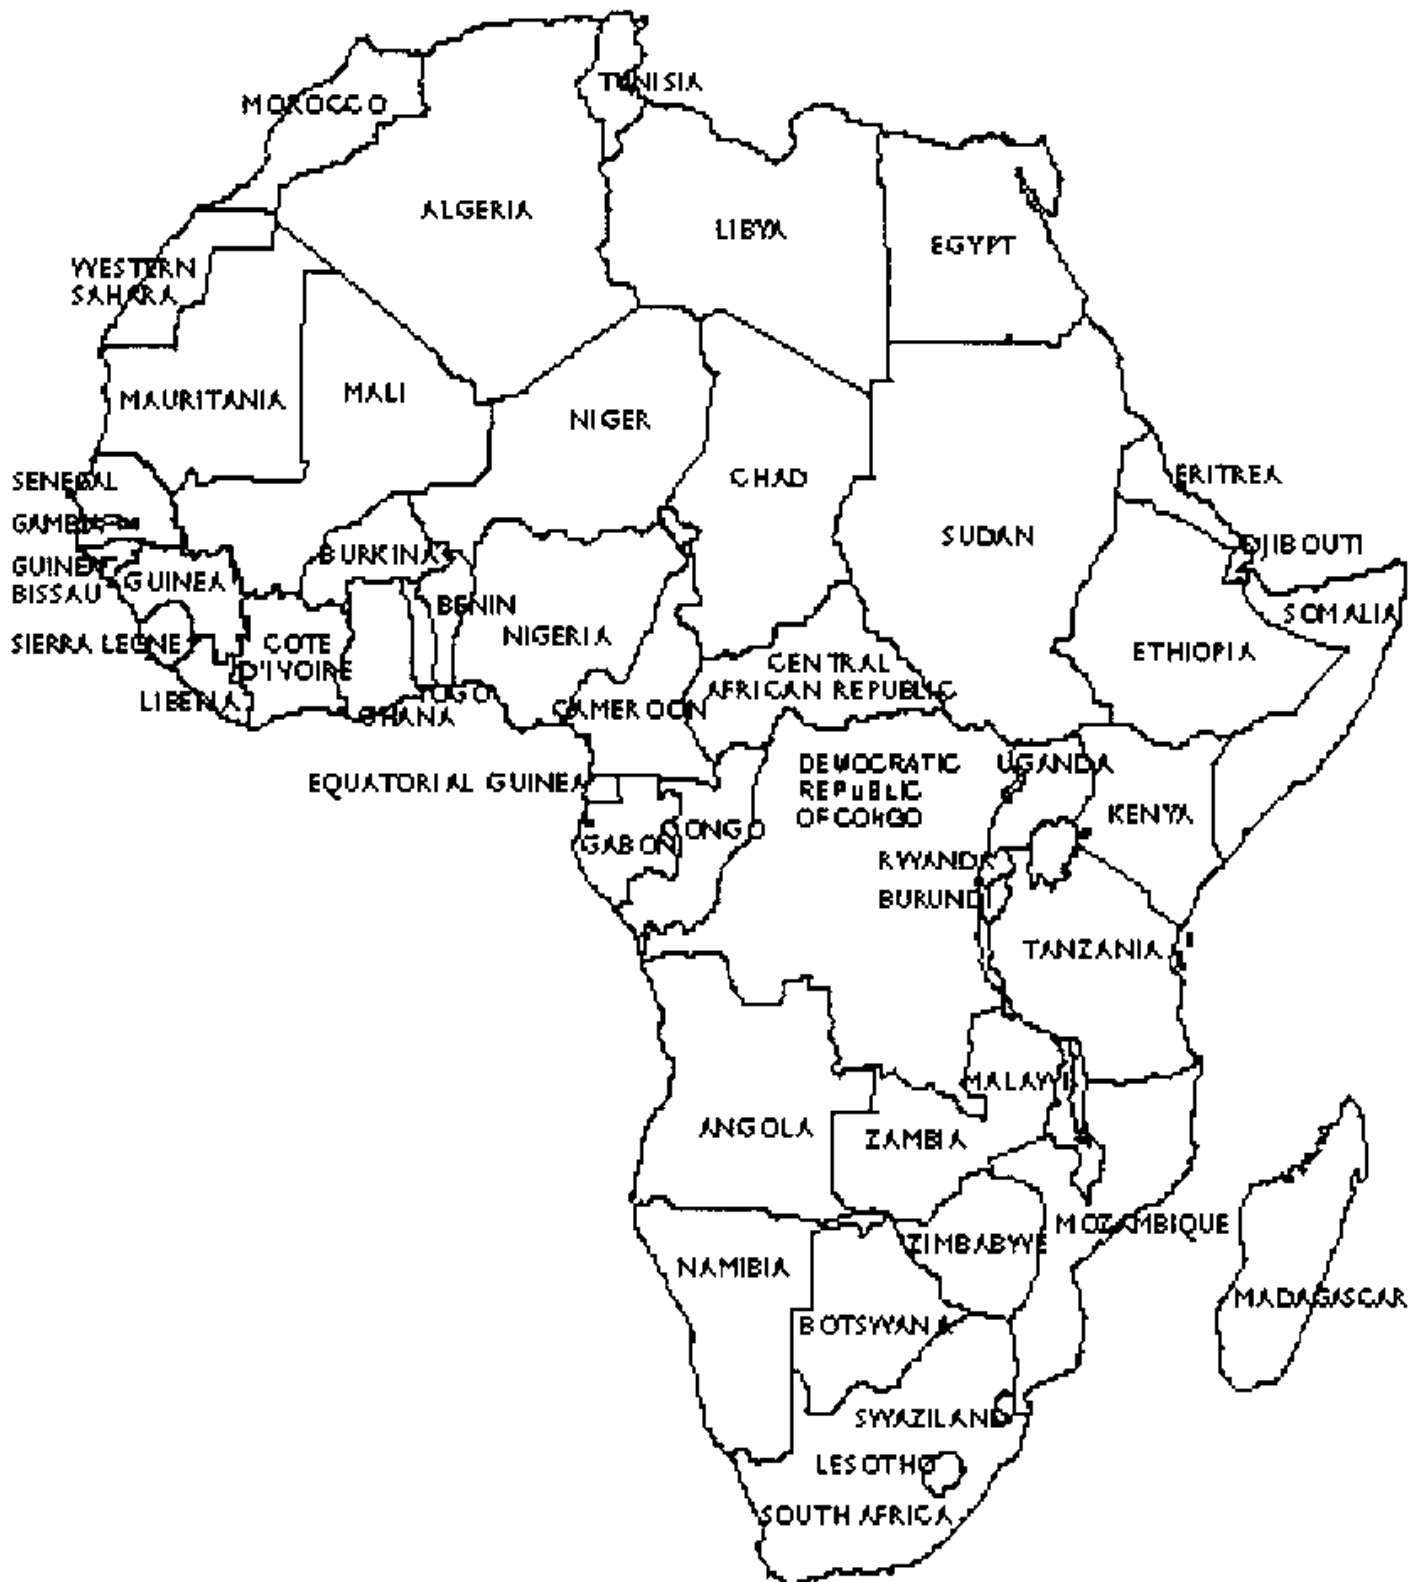 TUNISIA
MOROCCO
ALGERIA
LIBYA
EGYPT
WESTERN
SAHARA
MAURITANIA
MALI
NIGER
CHAD
SENEGAL
ERITREA
GAMBIA
SUDAN
DJIBOUTI
BURKINA
GUINEA
BISSAU
GUINEA
BENIN
SOMALIA
NIGERIA
SIERRA LEONE
COTE
D'IVOIRE
ETHIOPIA
CENTRAL
AFRICAN REPUBLIC
LIBERIA
TOGO
GHANA
CAMEROON
DEMOCRATIC
REPUBLIC
OF CONGO
UGANDA
EQUATORIAL GUINEA
KENYA
CONGO
GABON
RWANDA
BURUNDI
TANZANIA
MALAWI
ANGOLA
ZAMBIA
MOZAMBIQUE
ZIMBABWE
NAMIBIA
MADAGASCAR
BOTSWANA
SWAZILAND
LESOTHO
SOUTH AFRICA